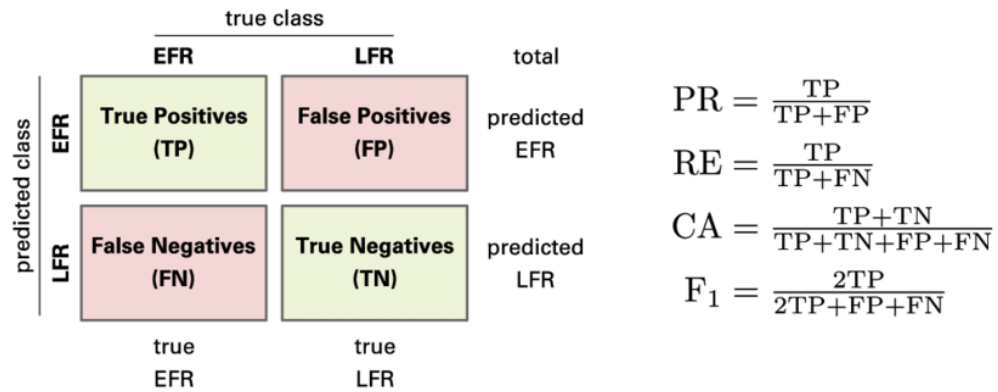 true class
EFR LFR total
predicted class
EFR
True Positives
(TP)
False Positives
(FP)
predicted
EFR
LFR
False Negatives
(FN)
True Negatives
(TN)
predicted
LFR
true
EFR
true
LFR
PR = TP / TP+FP
RE = TP / TP+FN
CA = TP+TN / TP+TN+FP+FN
F₁ = 2TP / 2TP+FP+FN